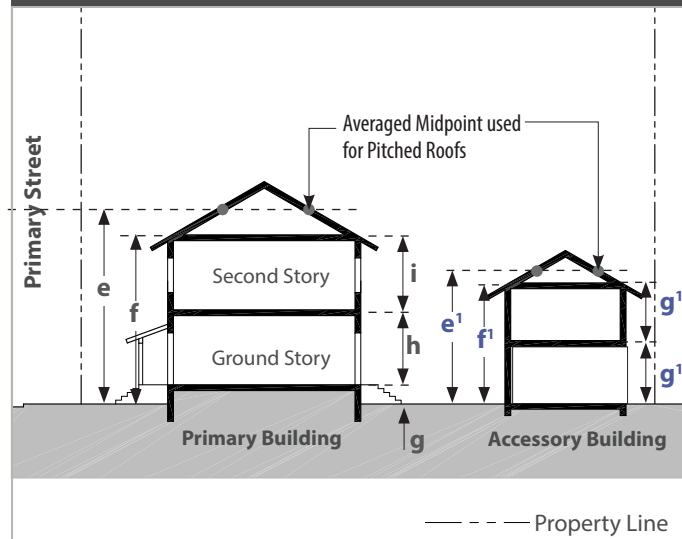 Primary Street
Averaged Midpoint used
for Pitched Roofs
e
f
Second Story
i
Ground Story
h
g
e¹
f¹
g¹
g¹
Primary Building
Accessory Building
Property Line